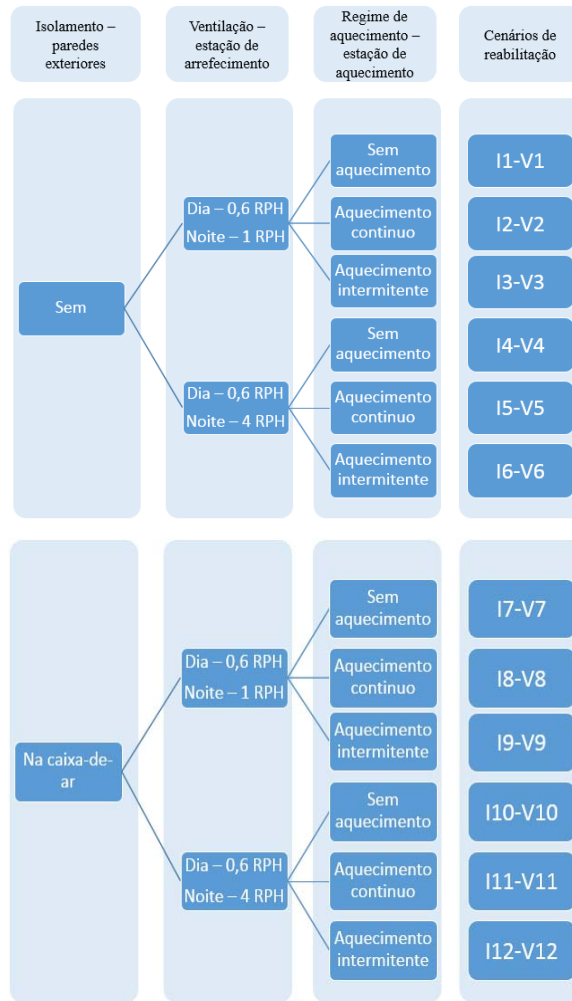 Isolamento –
paredes
exteriores
Ventilação –
estação de
arrefecimento
Regime de
aquecimento –
estação de
aquecimento
Cenários de
reabilitação
Sem
Dia – 0,6 RPH
Noite – 1 RPH
Dia – 0,6 RPH
Noite – 4 RPH
Sem
aquecimento
Aquecimento
continuo
Aquecimento
intermitente
Sem
aquecimento
Aquecimento
continuo
Aquecimento
intermitente
I1-V1
I2-V2
I3-V3
I4-V4
I5-V5
I6-V6
Na caixa-de-
ar
Dia – 0,6 RPH
Noite – 1 RPH
Dia – 0,6 RPH
Noite – 4 RPH
Sem
aquecimento
Aquecimento
continuo
Aquecimento
intermitente
Sem
aquecimento
Aquecimento
continuo
Aquecimento
intermitente
I7-V7
I8-V8
I9-V9
I10-V10
I11-V11
I12-V12